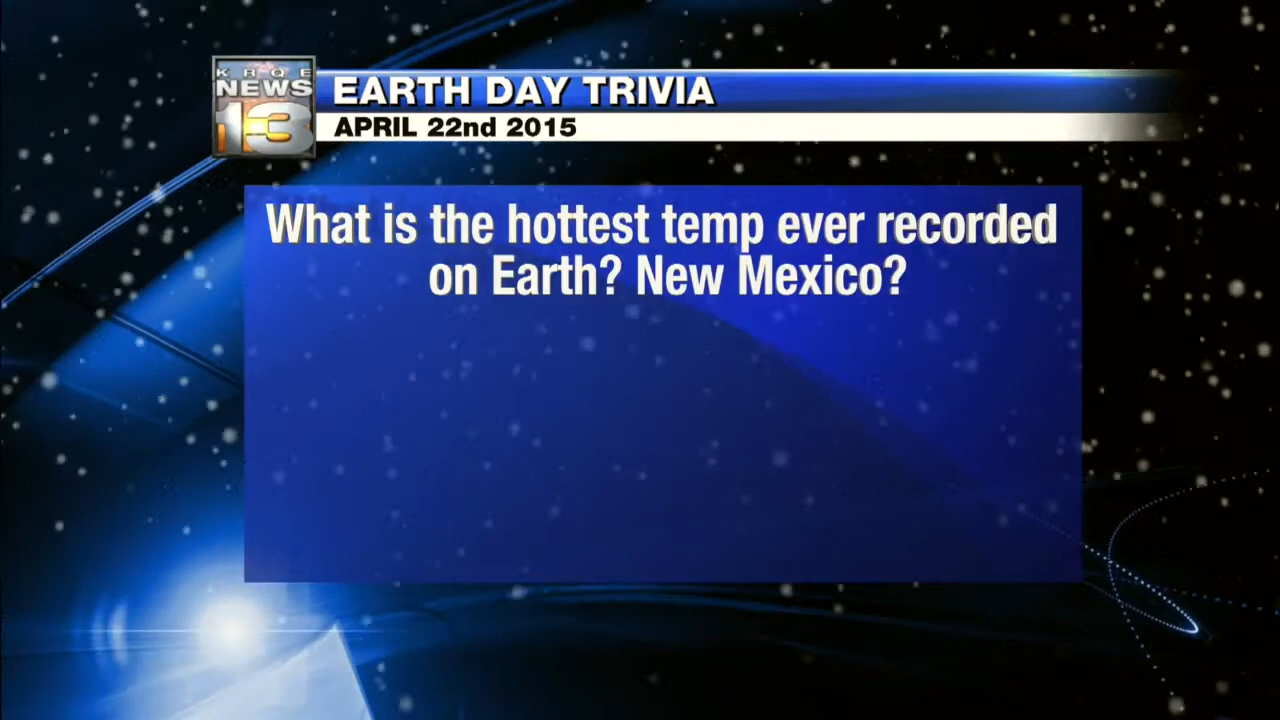 KRQE
NEWS
13
EARTH DAY TRIVIA
APRIL 22nd 2015
What is the hottest temp ever recorded
on Earth? New Mexico?